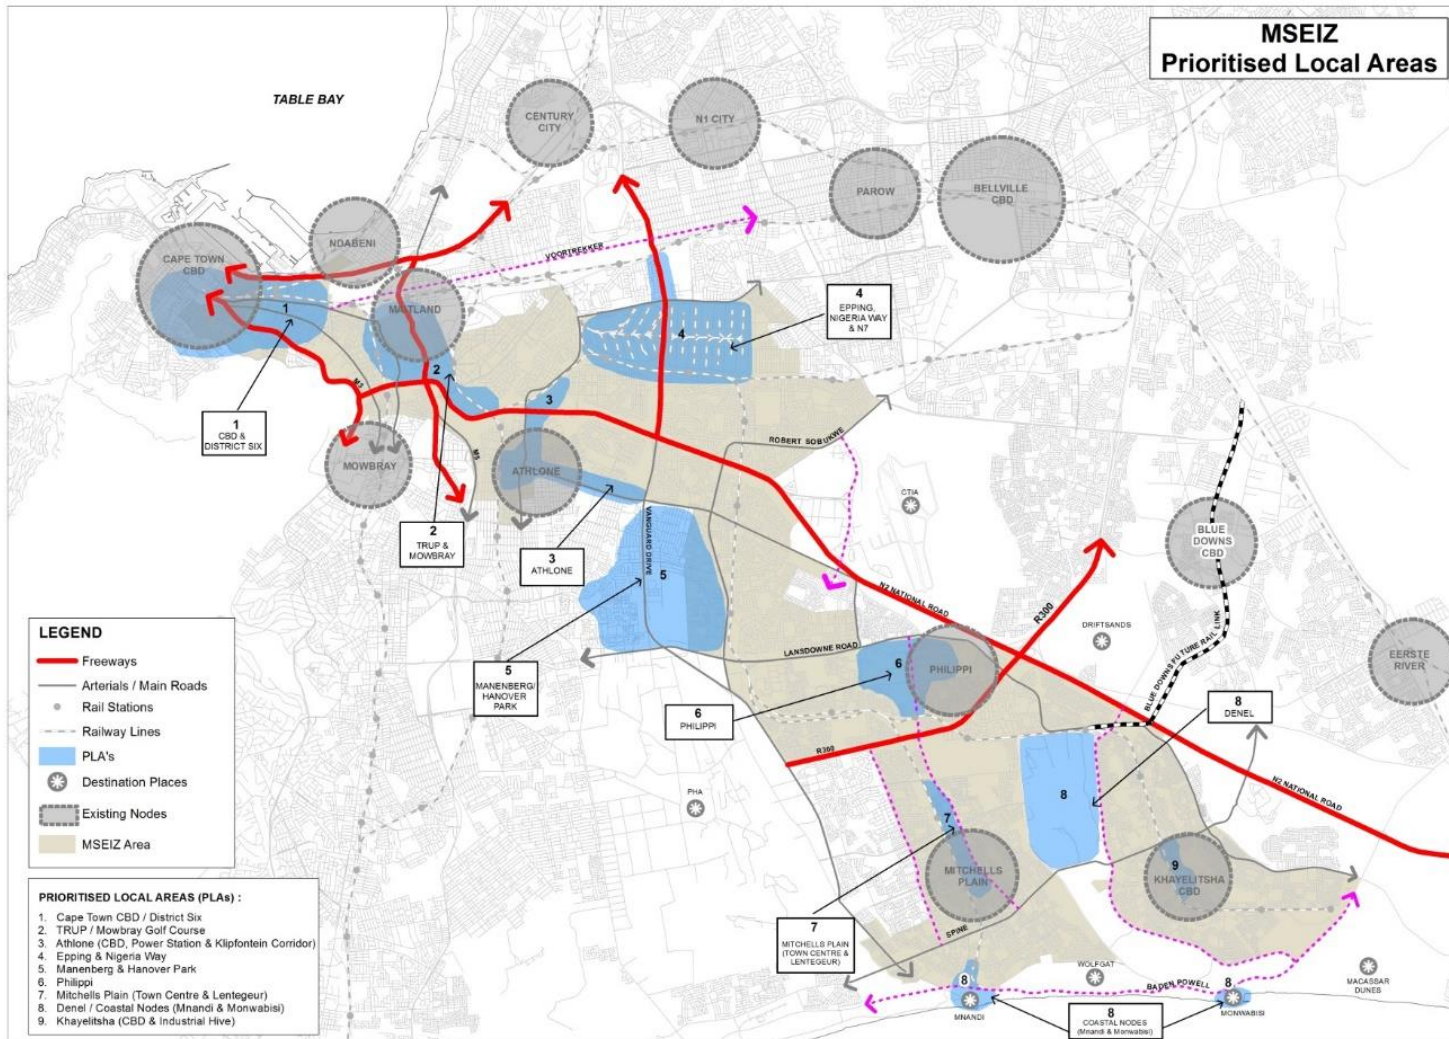 MSEIZ
Prioritised Local Areas
TABLE BAY
CENTURY
CITY
N1 CITY
PAROW
BELLVILLE
CBD
NDABENI
CAPE TOWN
CBD
VOORTREKKER
MAITLAND
1
4
4
EPPING,
NIGERIA WAY
& N7
2
3
M5
1
CBD &
DISTRICT SIX
MOWBRAY
M5
ATHLONE
ROBERT SOBUKWE
CTIA
2
TRUP &
MOWBRAY
3
ATHLONE
VANGUARD DRIVE
5
BLUE
DOWNS
CBD
N2 NATIONAL ROAD
R300
DRIFTSANDS
BLUE DOWNS FUTURE RAIL LINK
EERSTE
RIVER
LANSDOWNE ROAD
6
PHILIPPI
5
MANENBERG/
HANOVER
PARK
6
PHILIPPI
8
DENEL
R300
N2 NATIONAL ROAD
PHA
8
7
MITCHELLS
PLAIN
9
KHAYELITSHA
CBD
7
MITCHELLS PLAIN
(TOWN CENTRE &
LENTEGEUR)
SPINE
WOLFGAT
BADEN POWELL
8
8
MACASSAR
DUNES
MNANDI
MONWABISI
8
COASTAL NODES
(Mnandi & Monwabisi)
LEGEND
Freeways
Arterials / Main Roads
Rail Stations
Railway Lines
PLA's
Destination Places
Existing Nodes
MSEIZ Area
PRIORITISED LOCAL AREAS (PLAs) :
1. Cape Town CBD / District Six
2. TRUP / Mowbray Golf Course
3. Athlone (CBD, Power Station & Klipfontein Corridor)
4. Epping & Nigeria Way
5. Manenberg & Hanover Park
6. Philippi
7. Mitchells Plain (Town Centre & Lentegeur)
8. Denel / Coastal Nodes (Mnandi & Monwabisi)
9. Khayelitsha (CBD & Industrial Hive)